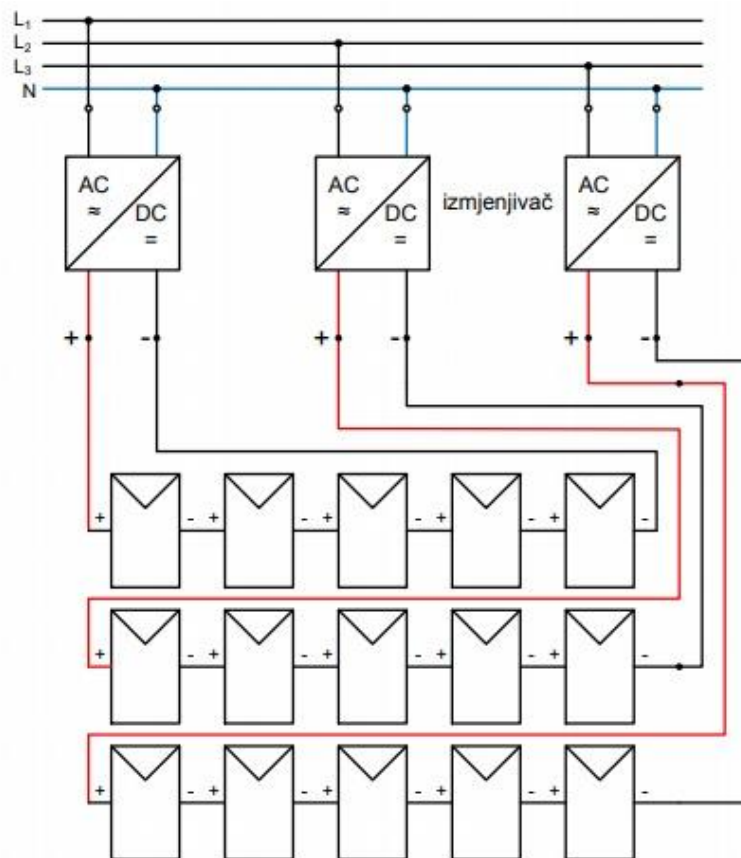 L₁
L₂
L₃
N
AC
≈
DC
=
AC
≈
DC
=
izmjenjivač
AC
≈
DC
=
+ - + - + -
+ - + - + - + - + -
+ - + - + - + - + -
+ - + - + - + - + -